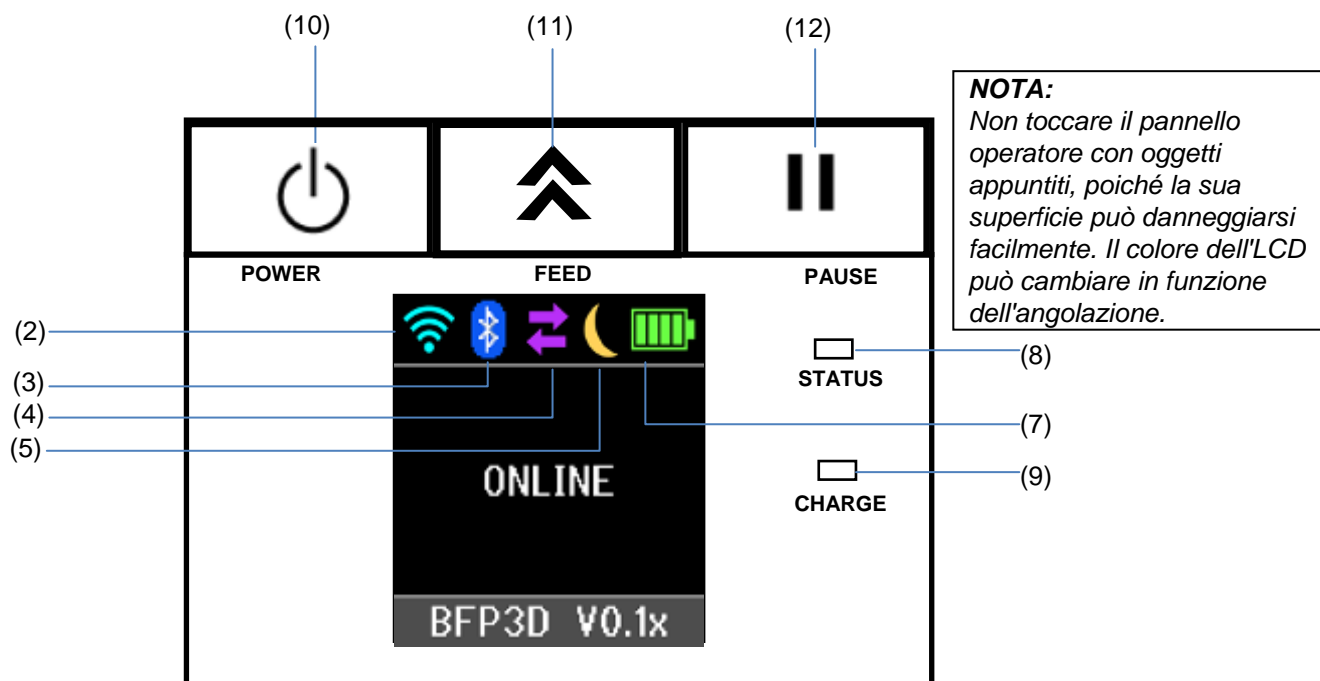 (10)
(11)
(12)
NOTA:
Non toccare il pannello
operatore con oggetti
appuntiti, poiché la sua
superficie può danneggiarsi
facilmente. Il colore dell'LCD
può cambiare in funzione
dell'angolazione.
POWER
FEED
PAUSE
(2)
(3)
(4)
(5)
(8)
STATUS
(7)
(9)
CHARGE
ONLINE
BFP3D V0.1x